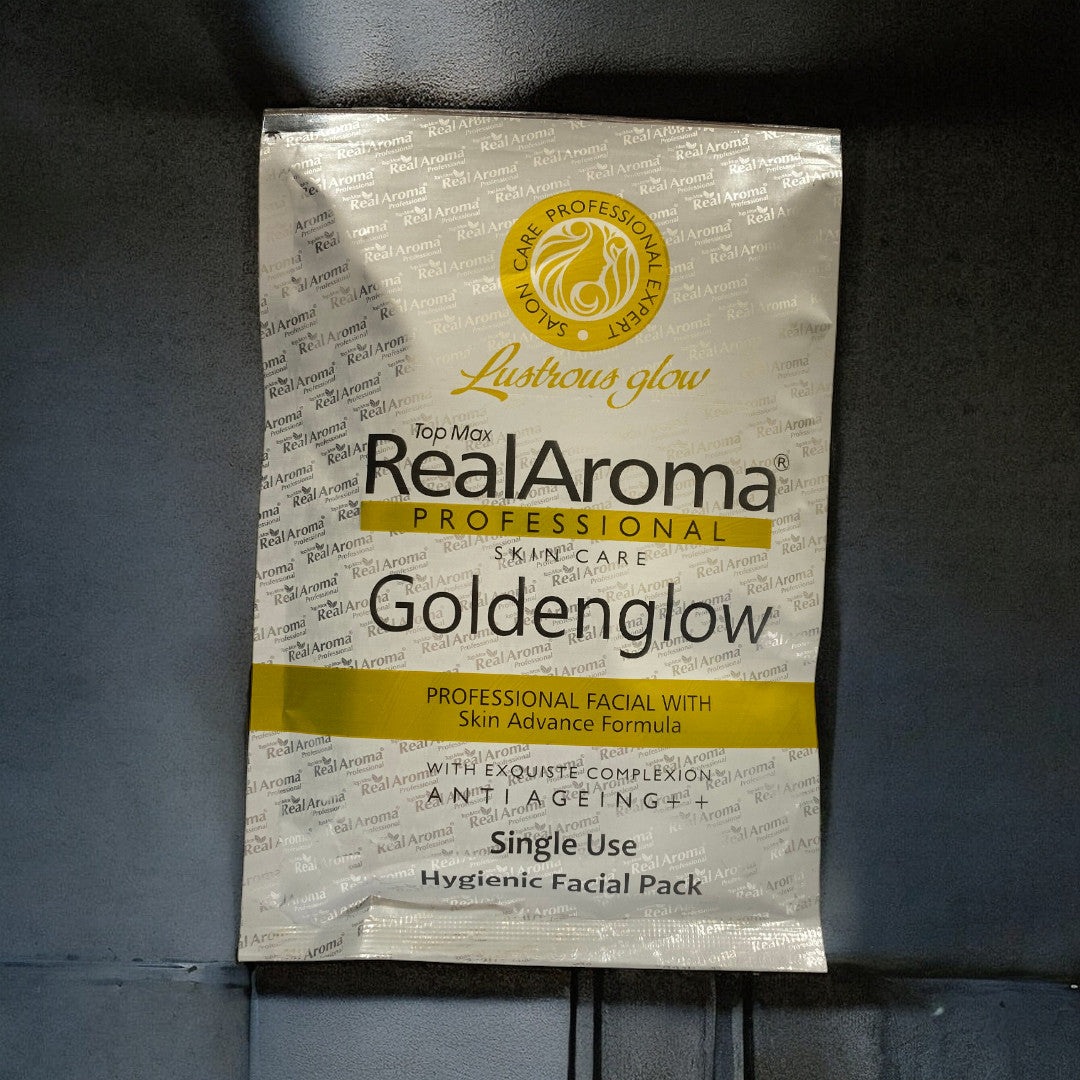 SALON CARE PROFESSIONAL EXPERT
Lustrous glow
Top Max
RealAroma®
PROFESSIONAL
SKIN CARE
Goldenglow
PROFESSIONAL FACIAL WITH
Skin Advance Formula
WITH EXQUISTE COMPLEXION
ANTI AGEING++
Single Use
Hygienic Facial Pack